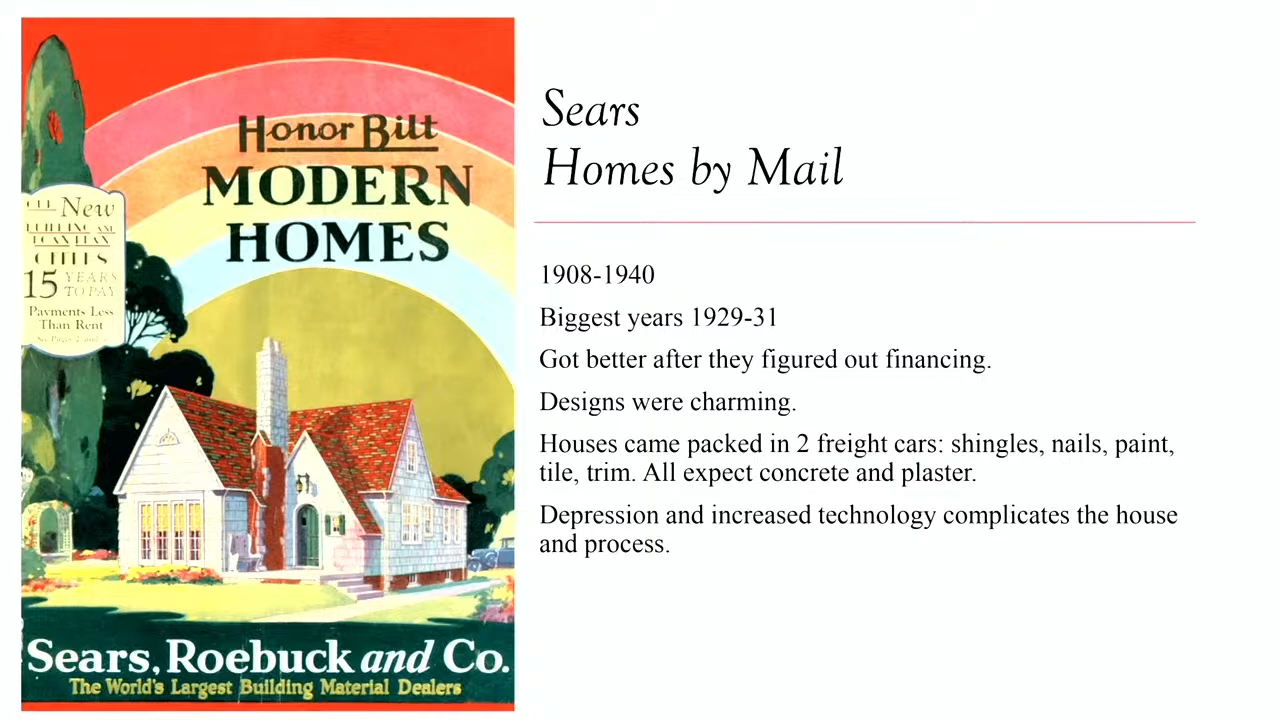 Honor Bilt
MODERN
HOMES
New
15 YEARS
TO PAY
Payments Less
Than Rent
Sears, Roebuck and Co.
The World's Largest Building Material Dealers
Sears
Homes by Mail
1908-1940
Biggest years 1929-31
Got better after they figured out financing.
Designs were charming.
Houses came packed in 2 freight cars: shingles, nails, paint,
tile, trim. All expect concrete and plaster.
Depression and increased technology complicates the house
and process.